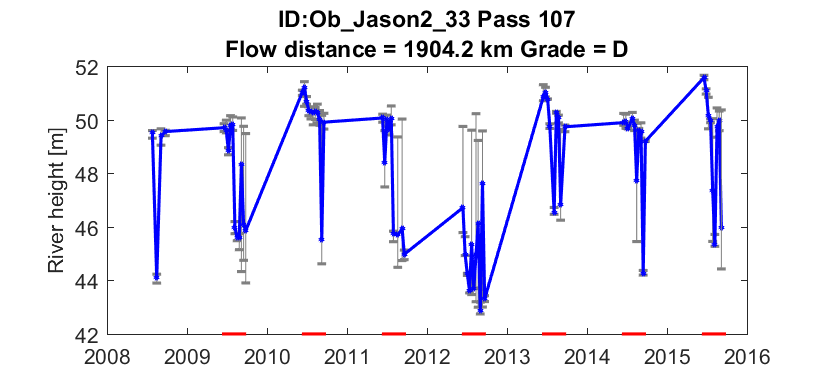 ID:Ob_Jason2_33 Pass 107
Flow distance = 1904.2 km Grade = D
River height [m]
52
50
48
46
44
42
2008 2009 2010 2011 2012 2013 2014 2015 2016